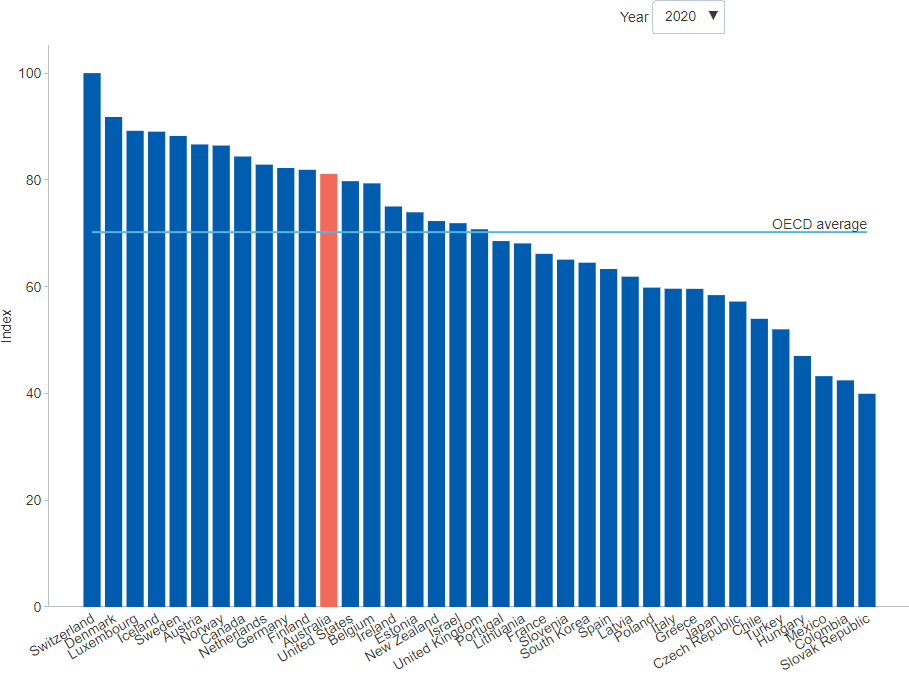 Year 2020 ▼
100
80
60
40
20
0
Index
OECD average
Switzerland
Denmark
Luxembourg
Iceland
Sweden
Austria
Norway
Canada
Netherlands
Germany
Finland
Australia
United States
Belgium
Ireland
Estonia
New Zealand
Israel
United Kingdom
Portugal
Lithuania
France
Slovenia
South Korea
Spain
Latvia
Poland
Italy
Greece
Japan
Czech Republic
Chile
Turkey
Hungary
Mexico
Colombia
Slovak Republic